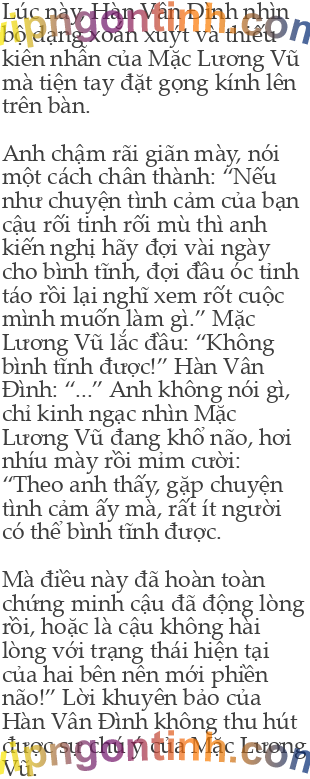 Lúc này, Hàn Vân Đình nhìn
bộ dạng xoắn xuýt và thiếu
kiên nhẫn của Mặc Lương Vũ
mà tiện tay đặt gọng kính lên
trên bàn.

Anh chậm rãi giãn mày, nói
một cách chân thành: “Nếu
như chuyện tình cảm của bạn
cậu rối tinh rối mù thì anh
kiến nghị hãy đợi vài ngày
cho bình tĩnh, đợi đầu óc tỉnh
táo rồi lại nghĩ xem rốt cuộc
mình muốn làm gì.” Mặc
Lương Vũ lắc đầu: “Không
bình tĩnh được!” Hàn Vân
Đình: “...” Anh không nói gì,
chỉ kinh ngạc nhìn Mặc
Lương Vũ đang khổ não, hơi
nhíu mày rồi mỉm cười:
“Theo anh thấy, gặp chuyện
tình cảm ấy mà, rất ít người
có thể bình tĩnh được.

Mà điều này đã hoàn toàn
chứng minh cậu đã động lòng
rồi, hoặc là cậu không hài
lòng với trạng thái hiện tại
của hai bên nên mới phiền
não!” Lời khuyên bảo của
Hàn Vân Đình không thu hút
được sự chú ý của Mặc Lương
Vũ.